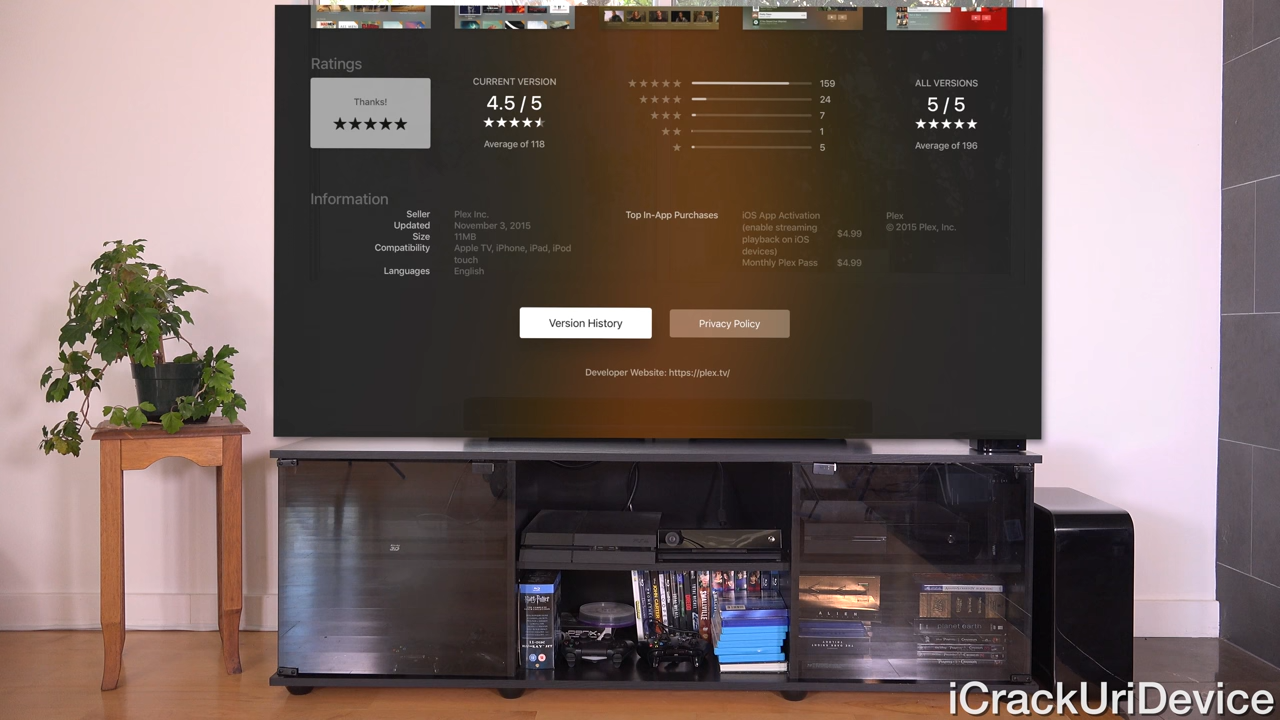 Ratings
Thanks!
CURRENT VERSION
4.5 / 5
Average of 118
159
24
7
1
5
ALL VERSIONS
5 / 5
Average of 196
Information
Seller Plex Inc.
Updated November 3, 2015
Size 11MB
Compatibility Apple TV, iPhone, iPad, iPod
touch
Languages English
Top In-App Purchases
iOS App Activation
(enable streaming
playback on iOS
devices) $4.99
Monthly Plex Pass $4.99
Plex
© 2015 Plex, Inc.
Version History
Privacy Policy
Developer Website: https://plex.tv/
Harry Potter
ALIEN
planet earth
SMALLVILLE
iCrackUriDevice